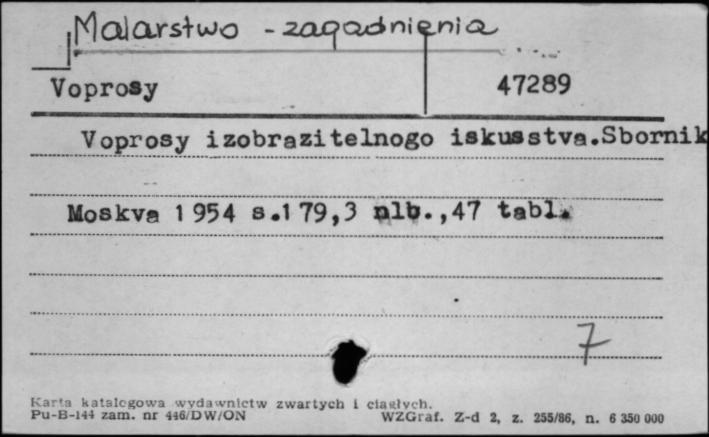 Malarstwo - zagadnienia
Voprosy 47289
Voprosy izobrazitelnogo iskusstva.Sbornik
Moskva 1954 s.179,3 nlb.,47 tabl.
7
Karta katalogowa wydawnictw zwartych i ciągłych.
Pu-B-144 zam. nr 446/DW/ON WZGraf. Z-d 2, z. 255/86, n. 6 350 000